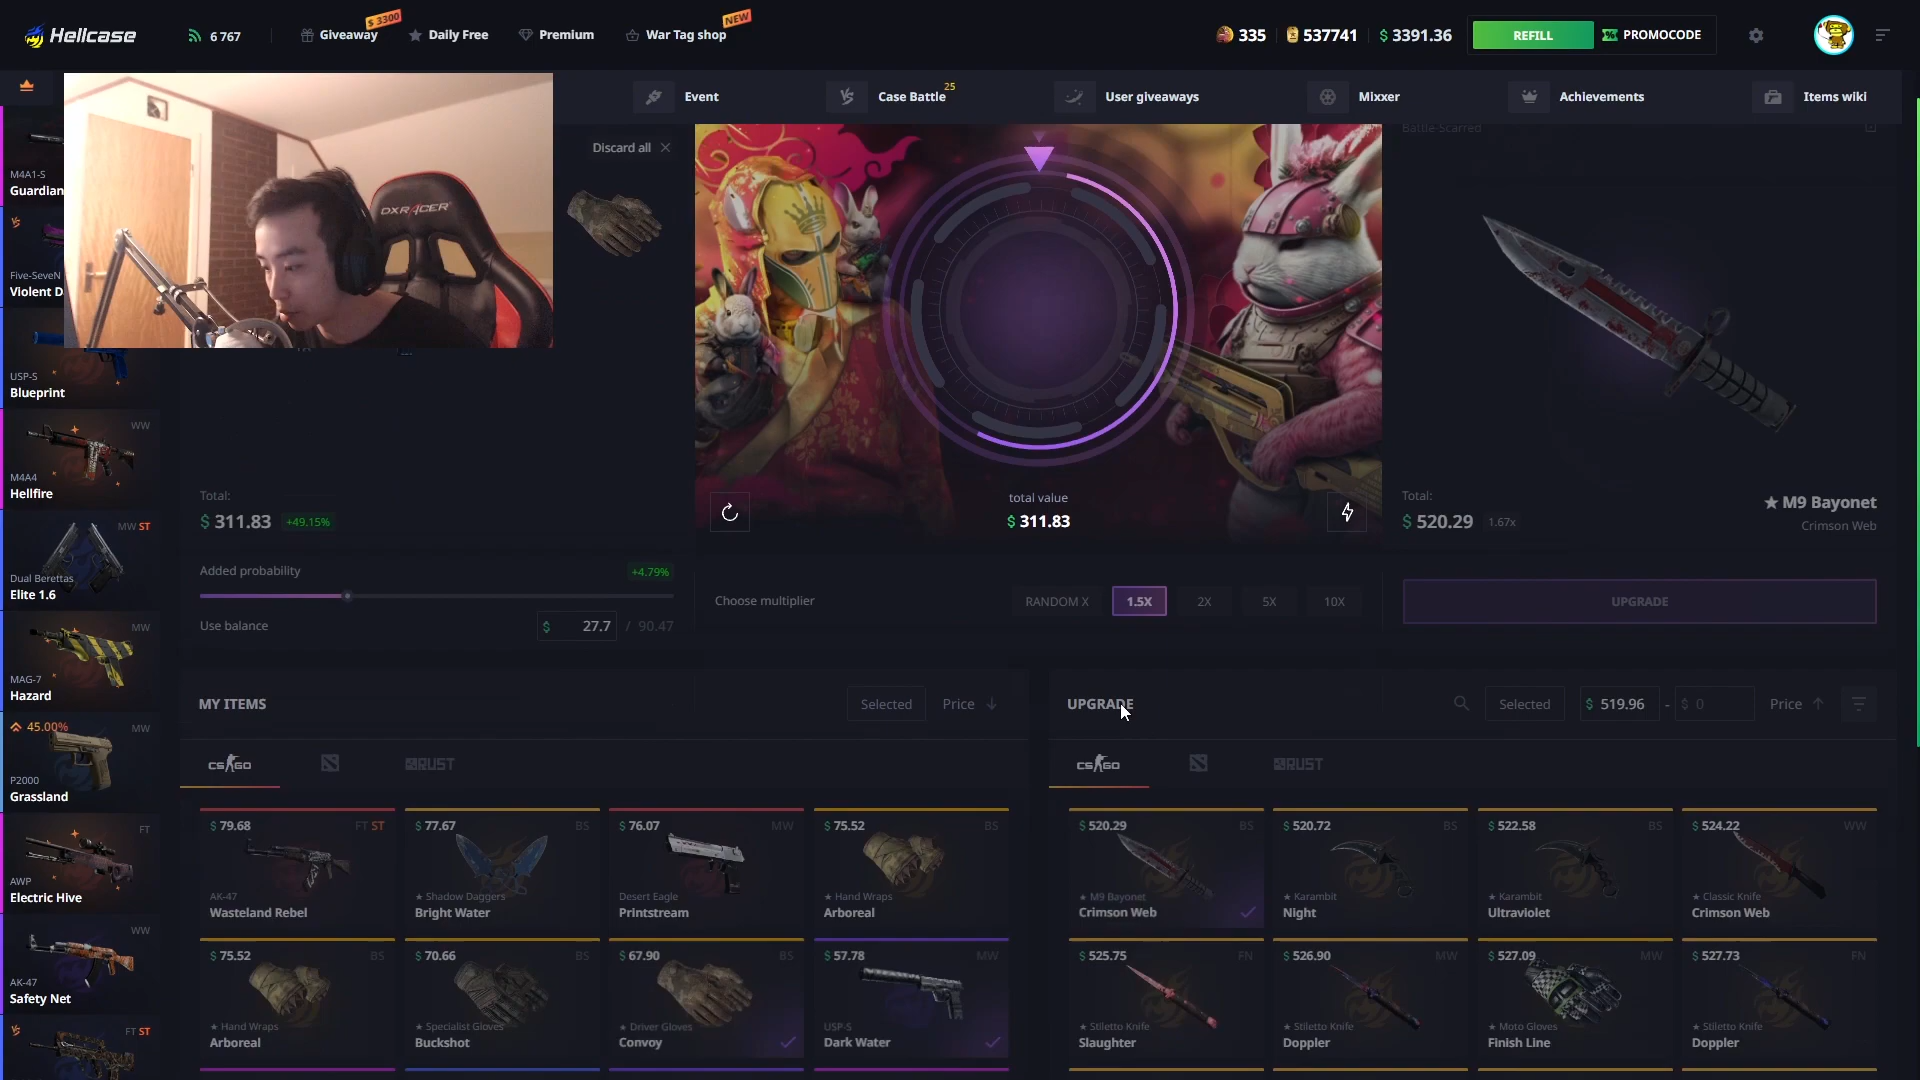 Hellcase
6 767
Giveaway
$ 3300
Daily Free
Premium
War Tag shop
NEW
335
537741
$ 3391.36
REFILL
PROMOCODE
Event
Case Battle
25
User giveaways
Mixxer
Achievements
Items wiki
M4A1-S
Guardian
Five-SeveN
Violent D
USP-S
Blueprint
WW
M4A4
Hellfire
MW ST
Dual Berettas
Elite 1.6
MW
MAG-7
Hazard
45.00%
MW
P2000
Grassland
FT
AWP
Electric Hive
WW
AK-47
Safety Net
FT ST
DXRACER
Discard all
Battle-Scarred
Total:
$ 311.83
+49.15%
total value
$ 311.83
Total:
$ 520.29
1.67x
★ M9 Bayonet
Crimson Web
Added probability
+4.79%
Use balance
$ 27.7 / 90.47
Choose multiplier
RANDOM X
1.5X
2X
5X
10X
UPGRADE
MY ITEMS
Selected
Price
CS:GO
RUST
$ 79.68
FT ST
AK-47
Wasteland Rebel
$ 77.67
BS
★ Shadow Daggers
Bright Water
$ 76.07
MW
Desert Eagle
Printstream
$ 75.52
BS
★ Hand Wraps
Arboreal
$ 75.52
BS
★ Hand Wraps
Arboreal
$ 70.66
BS
★ Specialist Gloves
Buckshot
$ 67.90
BS
★ Driver Gloves
Convoy
$ 57.78
MW
USP-S
Dark Water
UPGRADE
Selected
$ 519.96
-
$ 0
Price
CS:GO
RUST
$ 520.29
BS
★ M9 Bayonet
Crimson Web
$ 520.72
BS
★ Karambit
Night
$ 522.58
BS
★ Karambit
Ultraviolet
$ 524.22
WW
★ Classic Knife
Crimson Web
$ 525.75
FN
★ Stiletto Knife
Slaughter
$ 526.90
MW
★ Stiletto Knife
Doppler
$ 527.09
MW
★ Moto Gloves
Finish Line
$ 527.73
FN
★ Stiletto Knife
Doppler